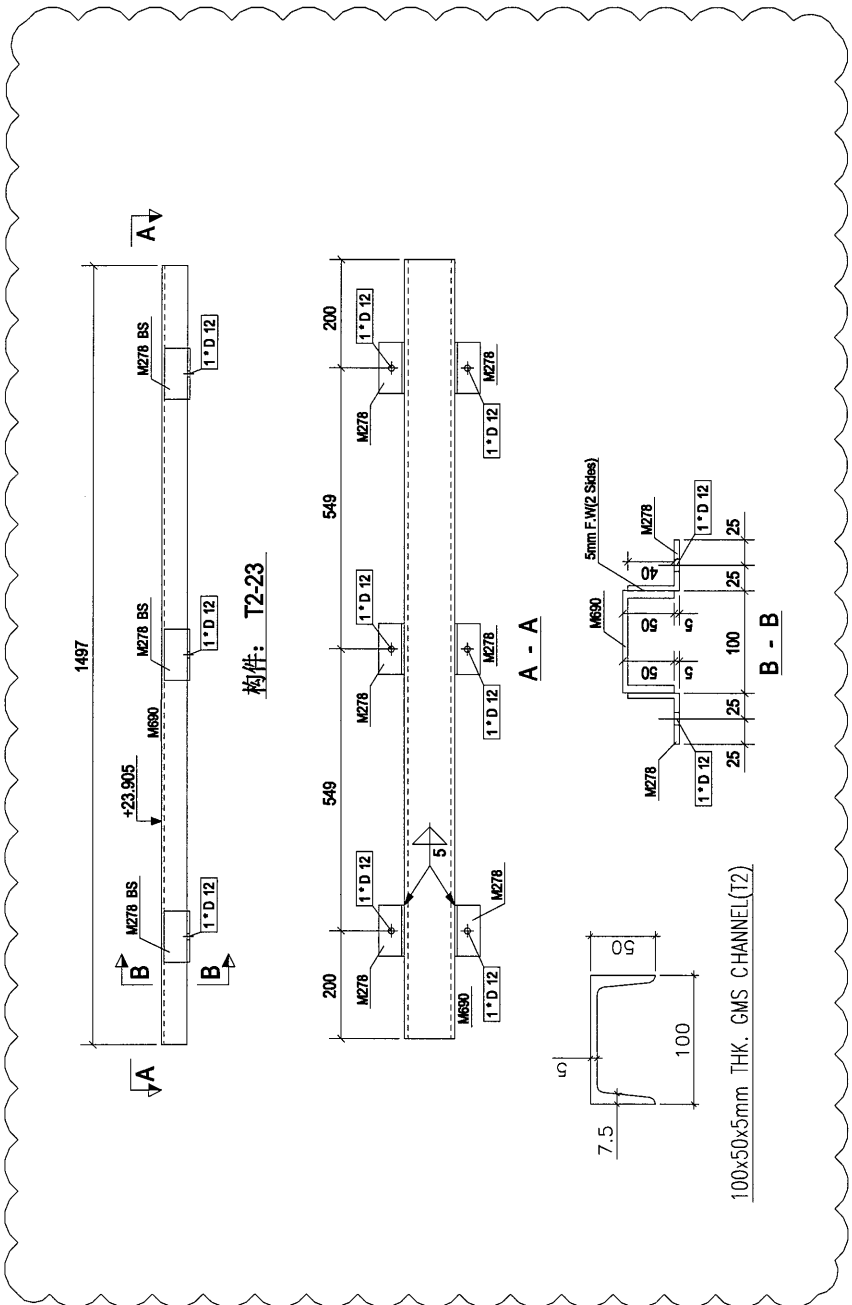 1497
A
A
B
B
M278 BS
+23.905
M690
M278 BS
M278 BS
1*D 12
1*D 12
1*D 12
构件: T2-23
200
549
549
200
1*D 12
1*D 12
1*D 12
M278
M278
M278
5
M690
M278
M278
M278
1*D 12
1*D 12
1*D 12
A - A
5mm F.W(2 Sides)
M690
M278
M278
1*D 12
1*D 12
50
5
50
5
40
25
25
100
25
25
B - B
5
50
7.5
100
100x50x5mm THK. GMS CHANNEL(T2)